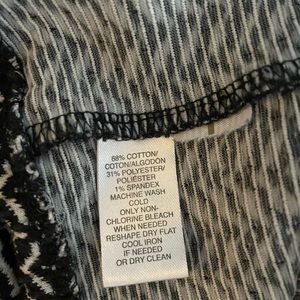 68% COTTON/
COTON/ALGODON
31% POLYESTER/
POLIÉSTER
1% SPANDEX
MACHINE WASH
COLD
ONLY NON-
CHLORINE BLEACH
WHEN NEEDED
RESHAPE DRY FLAT
COOL IRON
IF NEEDED
OR DRY CLEAN